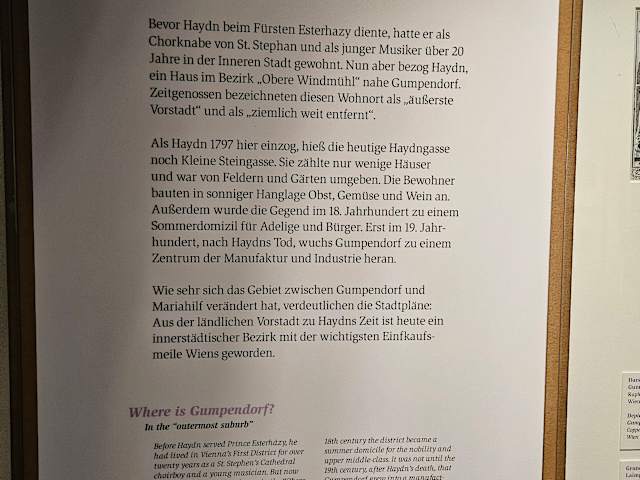 Bevor Haydn beim Fürsten Esterhazy diente, hatte er als
Chorknabe von St. Stephan und als junger Musiker über 20
Jahre in der Inneren Stadt gewohnt. Nun aber bezog Haydn,
ein Haus im Bezirk „Obere Windmühl“ nahe Gumpendorf.
Zeitgenossen bezeichneten diesen Wohnort als „äußerste
Vorstadt“ und als „ziemlich weit entfernt“.
Als Haydn 1797 hier einzog, hieß die heutige Haydngasse
noch Kleine Steingasse. Sie zählte nur wenige Häuser
und war von Feldern und Gärten umgeben. Die Bewohner
bauten in sonniger Hanglage Obst, Gemüse und Wein an.
Außerdem wurde die Gegend im 18. Jahrhundert zu einem
Sommerdomizil für Adelige und Bürger. Erst im 19. Jahr-
hundert, nach Haydns Tod, wuchs Gumpendorf zu einem
Zentrum der Manufaktur und Industrie heran.
Wie sehr sich das Gebiet zwischen Gumpendorf und
Mariahilf verändert hat, verdeutlichen die Stadtpläne:
Aus der ländlichen Vorstadt zu Haydns Zeit ist heute ein
innerstädtischer Bezirk mit der wichtigsten Einfkaufs-
meile Wiens geworden.
Where is Gumpendorf?
In the “outermost suburb”
Before Haydn served Prince Esterházy, he
had lived in Vienna's First District for over
twenty years as a St. Stephen's Cathedral
choirboy and a young musician. But now
18th century the district became a
summer domicile for the nobility and
upper middle-class. It was not until the
19th century, after Haydn's death, that
Gumpendorf grew into a manufact-